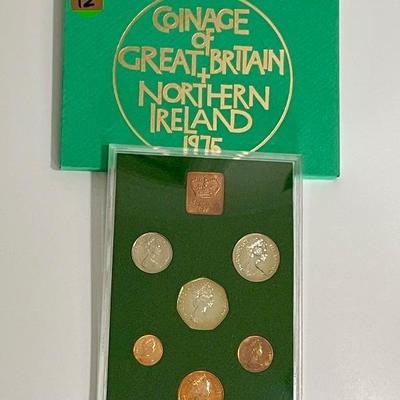 12
COINAGE
of
GREAT BRITAIN
+
NORTHERN
IRELAND
1975